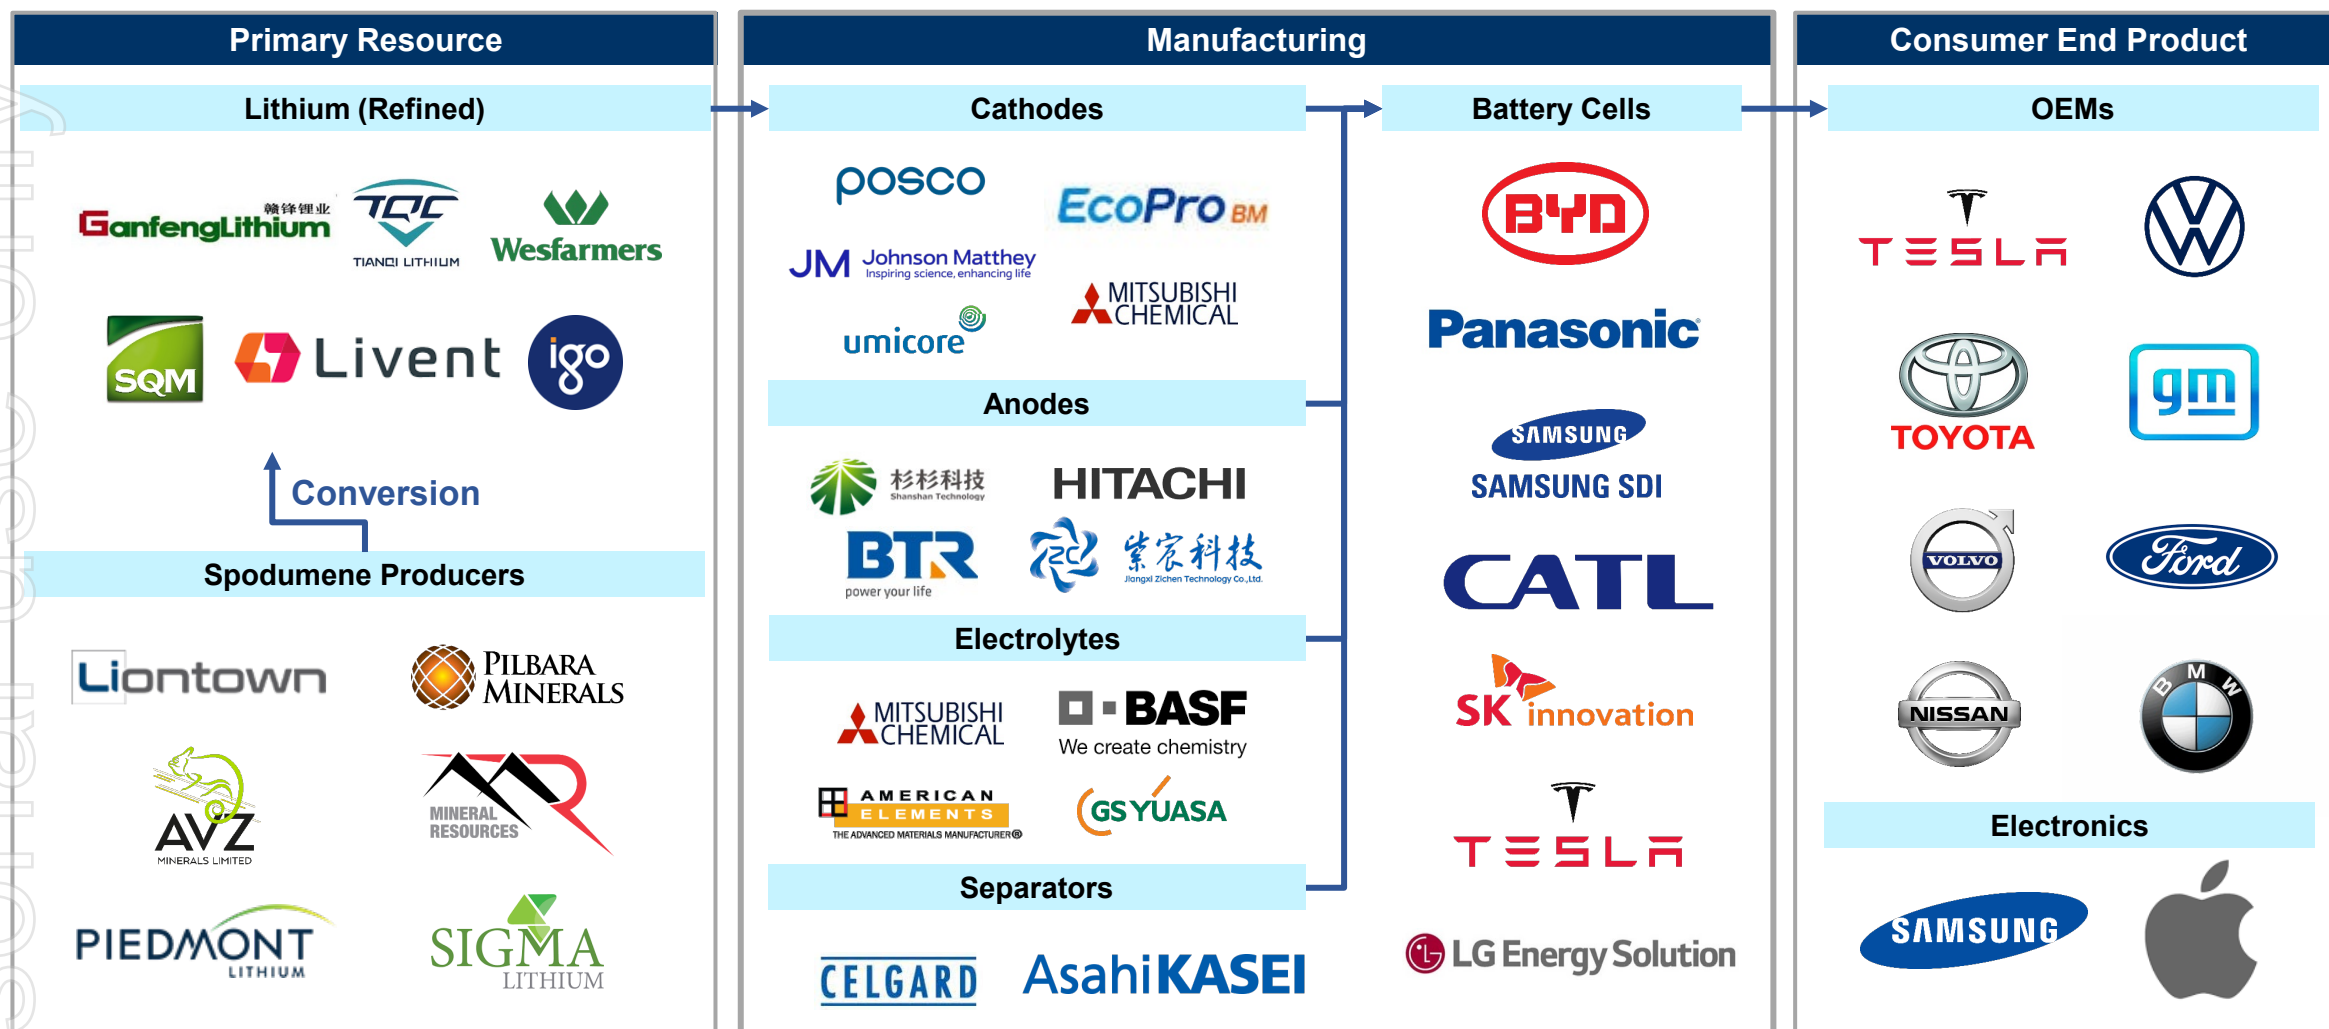 Primary Resource
Lithium (Refined)
GanfengLithium
赣锋锂业
TQC
TIANQI LITHIUM
Wesfarmers
SQM
Livent
igo
Conversion
Spodumene Producers
Liontown
PILBARA
MINERALS
AVZ
MINERALS LIMITED
MINERAL
RESOURCES
PIEDMONT
LITHIUM
SIGMA
LITHIUM
Manufacturing
Cathodes
posco
EcoPro BM
JM Johnson Matthey
Inspiring science, enhancing life
MITSUBISHI
CHEMICAL
umicore
Anodes
杉杉科技
Shanshan Technology
HITACHI
BTR
power your life
紫宸科技
Jiangxi Zichen Technology Co.,Ltd.
Electrolytes
MITSUBISHI
CHEMICAL
BASF
We create chemistry
AMERICAN
ELEMENTS
THE ADVANCED MATERIALS MANUFACTURER®
GS YUASA
Separators
CELGARD
AsahiKASEI
Battery Cells
BYD
Panasonic
SAMSUNG
SAMSUNG SDI
CATL
SK innovation
TESLA
LG Energy Solution
Consumer End Product
OEMs
TESLA
TOYOTA
gm
VOLVO
Ford
NISSAN
BMW
Electronics
SAMSUNG